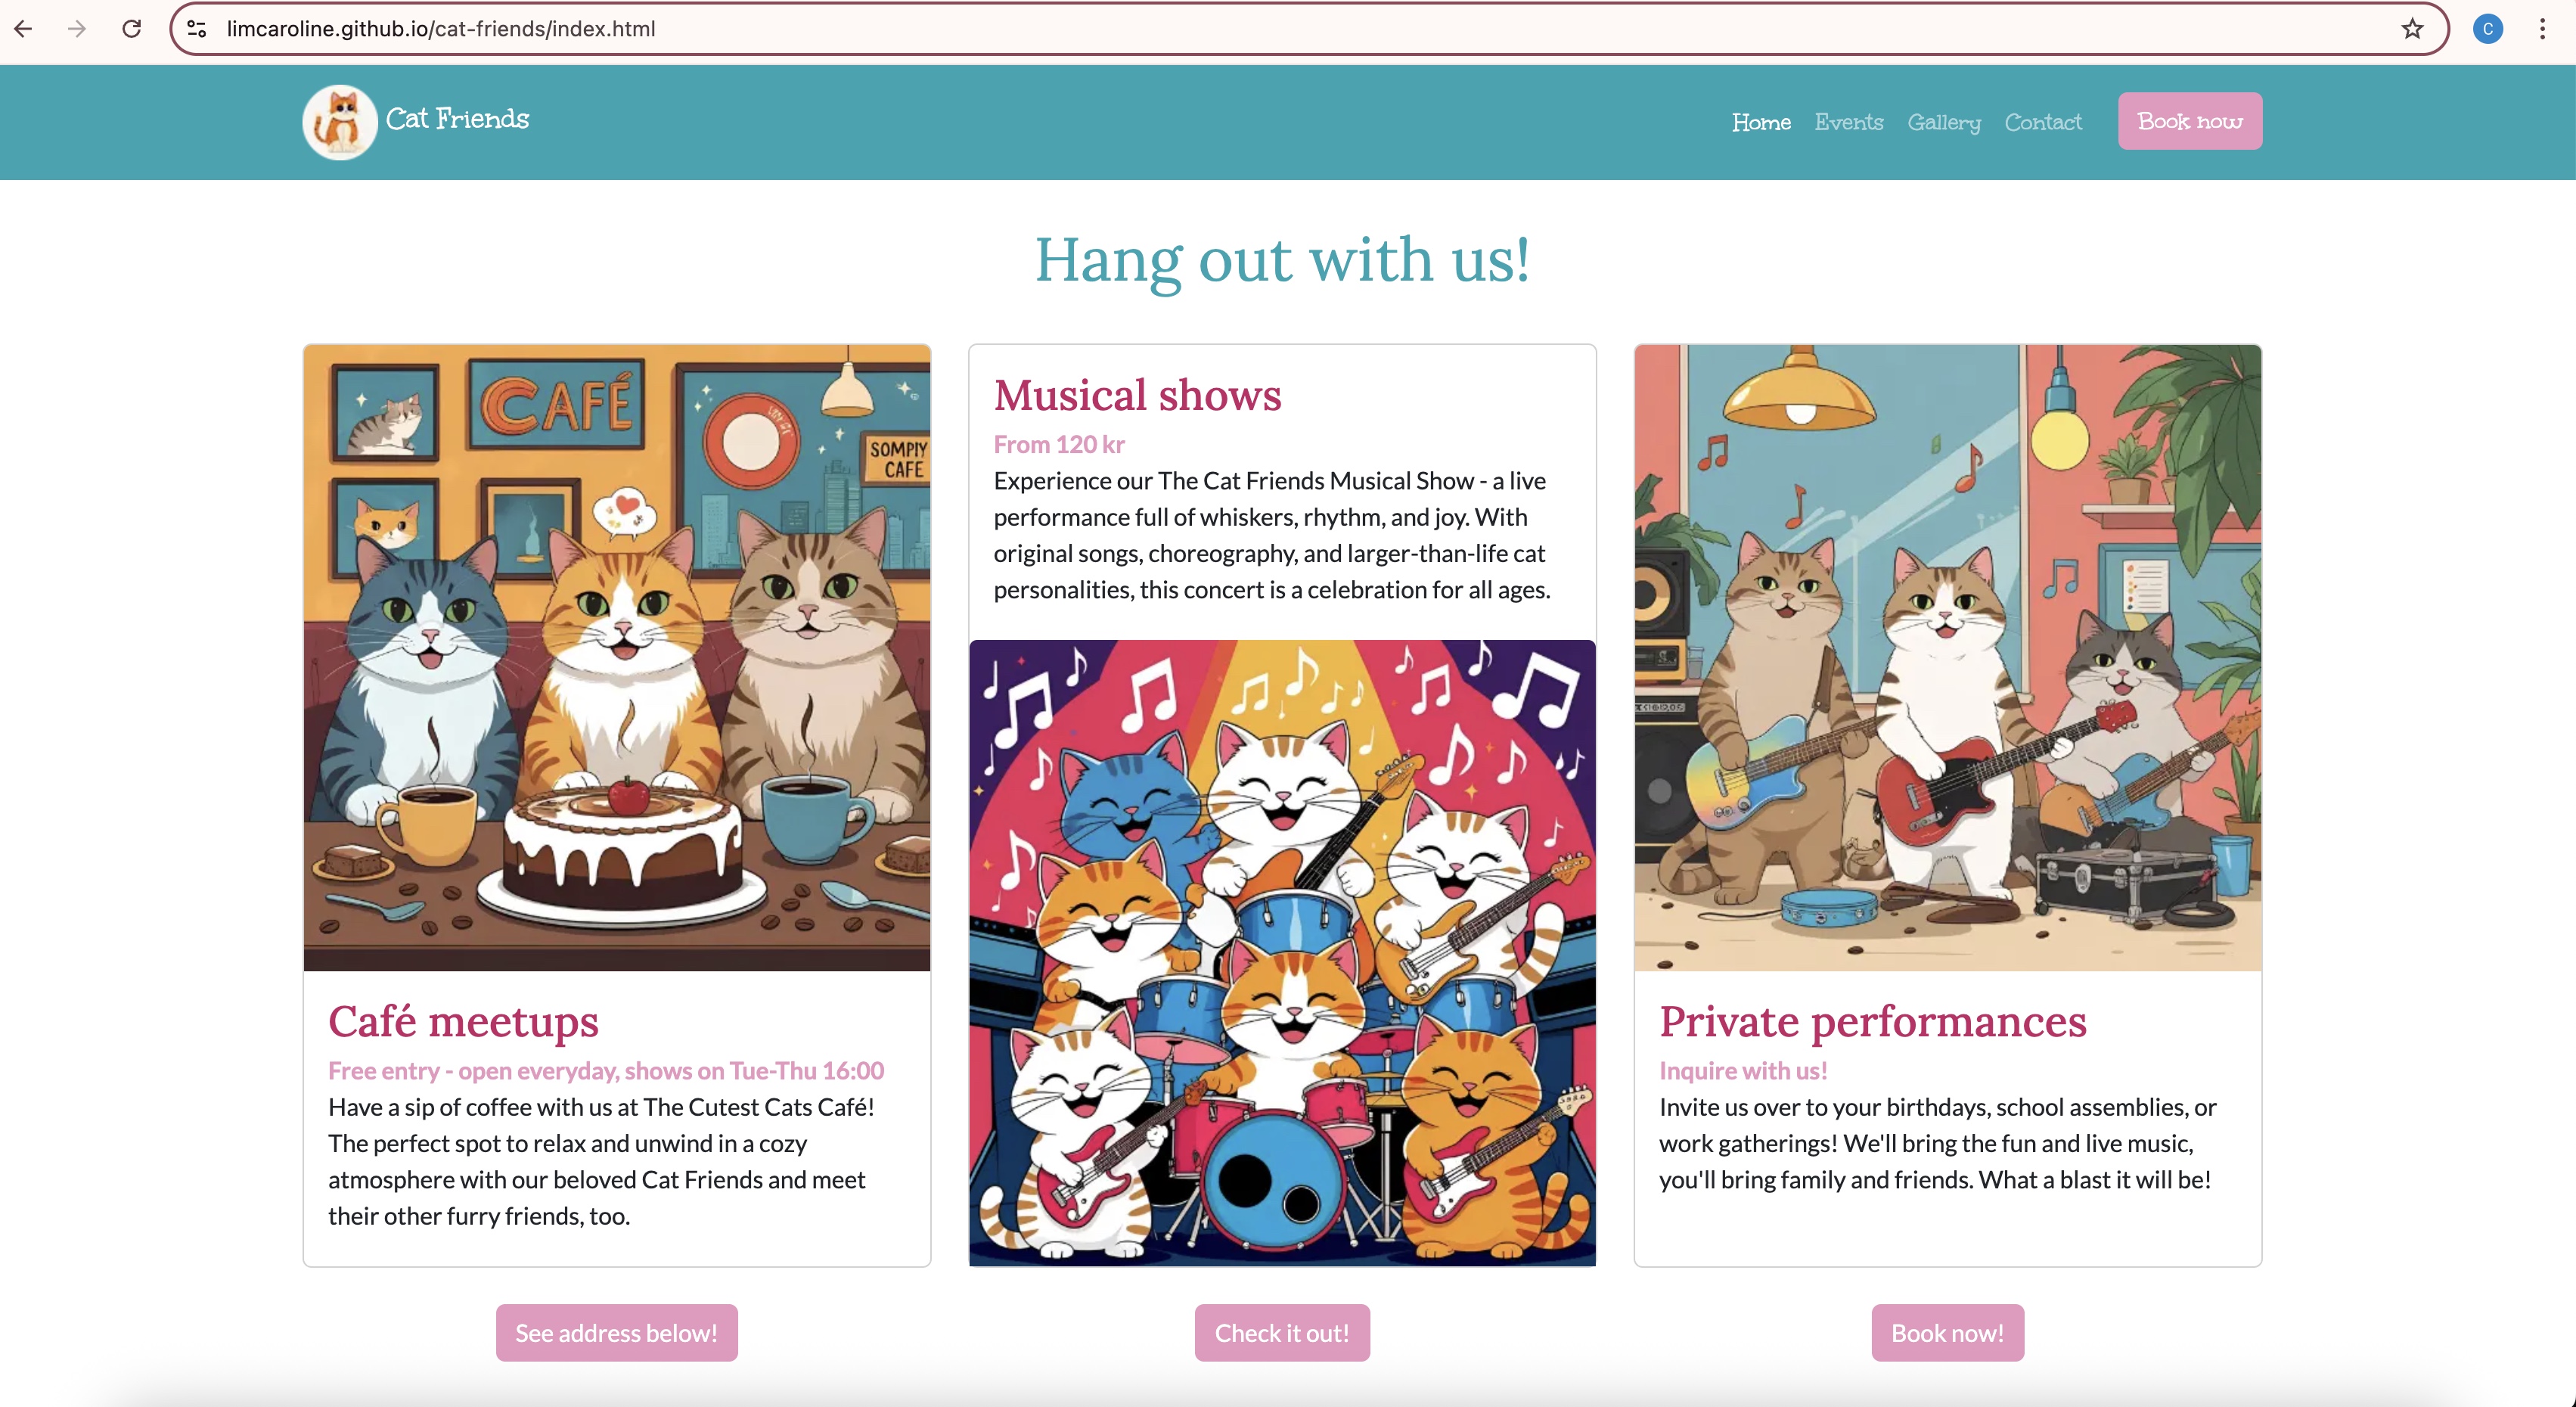 limcaroline.github.io/cat-friends/index.html
C
Cat Friends
Home Events Gallery Contact Book now
Hang out with us!
CAFÉ
SOMPIY
CAFE
Café meetups
Free entry - open everyday, shows on Tue-Thu 16:00
Have a sip of coffee with us at The Cutest Cats Café!
The perfect spot to relax and unwind in a cozy
atmosphere with our beloved Cat Friends and meet
their other furry friends, too.
See address below!
Musical shows
From 120 kr
Experience our The Cat Friends Musical Show - a live
performance full of whiskers, rhythm, and joy. With
original songs, choreography, and larger-than-life cat
personalities, this concert is a celebration for all ages.
Check it out!
Private performances
Inquire with us!
Invite us over to your birthdays, school assemblies, or
work gatherings! We'll bring the fun and live music,
you'll bring family and friends. What a blast it will be!
Book now!